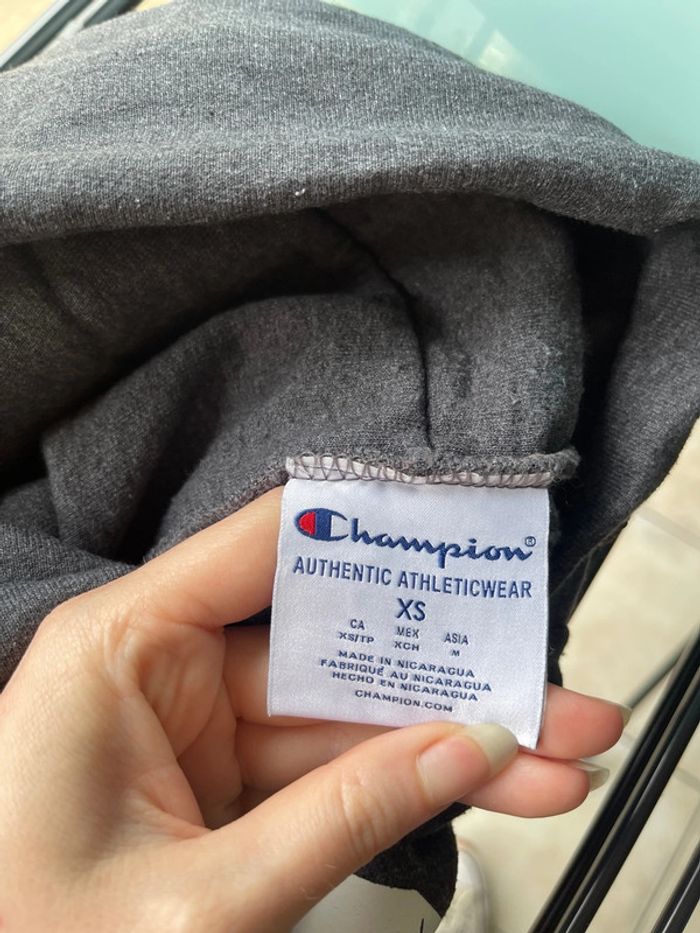 Champion®
AUTHENTIC ATHLETICWEAR
XS
CA MEX ASIA
XS/TP XCH M
MADE IN NICARAGUA
FABRIQUÉ AU NICARAGUA
HECHO EN NICARAGUA
CHAMPION.COM